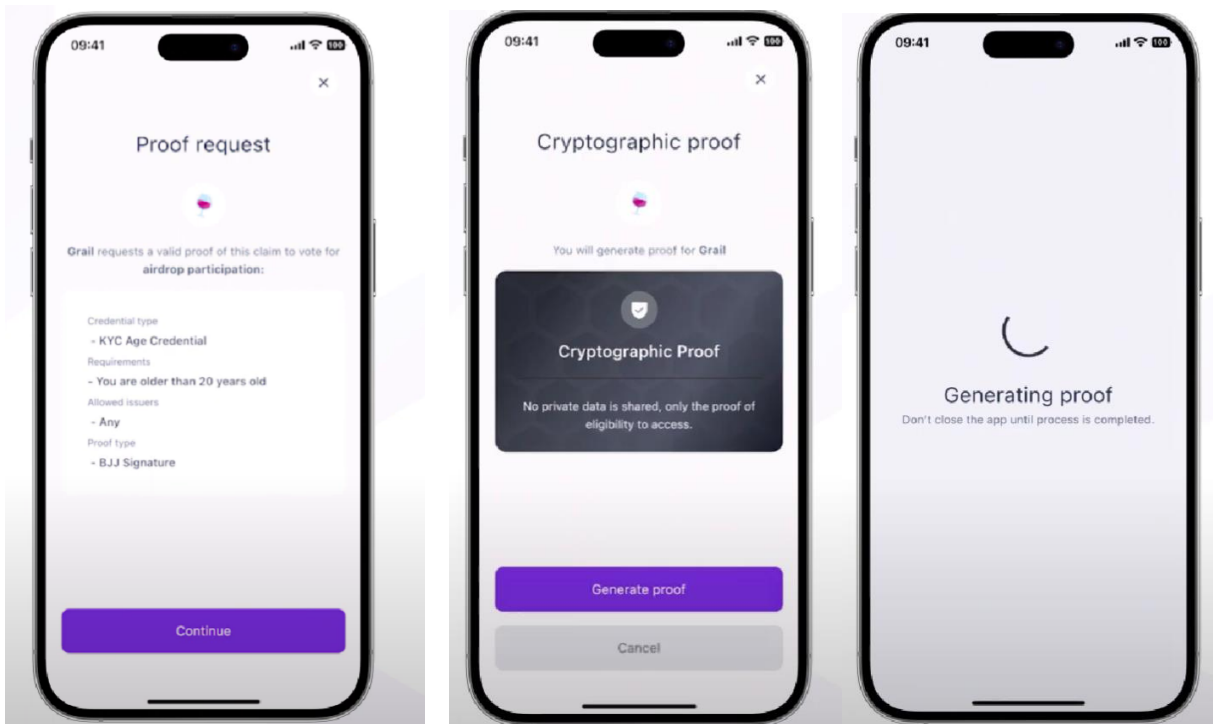 09:41
100
Proof request
Grail requests a valid proof of this claim to vote for
airdrop participation:
Credential type
- KYC Age Credential
Requirements
- You are older than 20 years old
Allowed issuers
- Any
Proof type
- BJJ Signature
Continue
09:41
100
Cryptographic proof
You will generate proof for Grail
Cryptographic Proof
No private data is shared, only the proof of
eligibility to access.
Generate proof
Cancel
09:41
100
Generating proof
Don't close the app until process is completed.